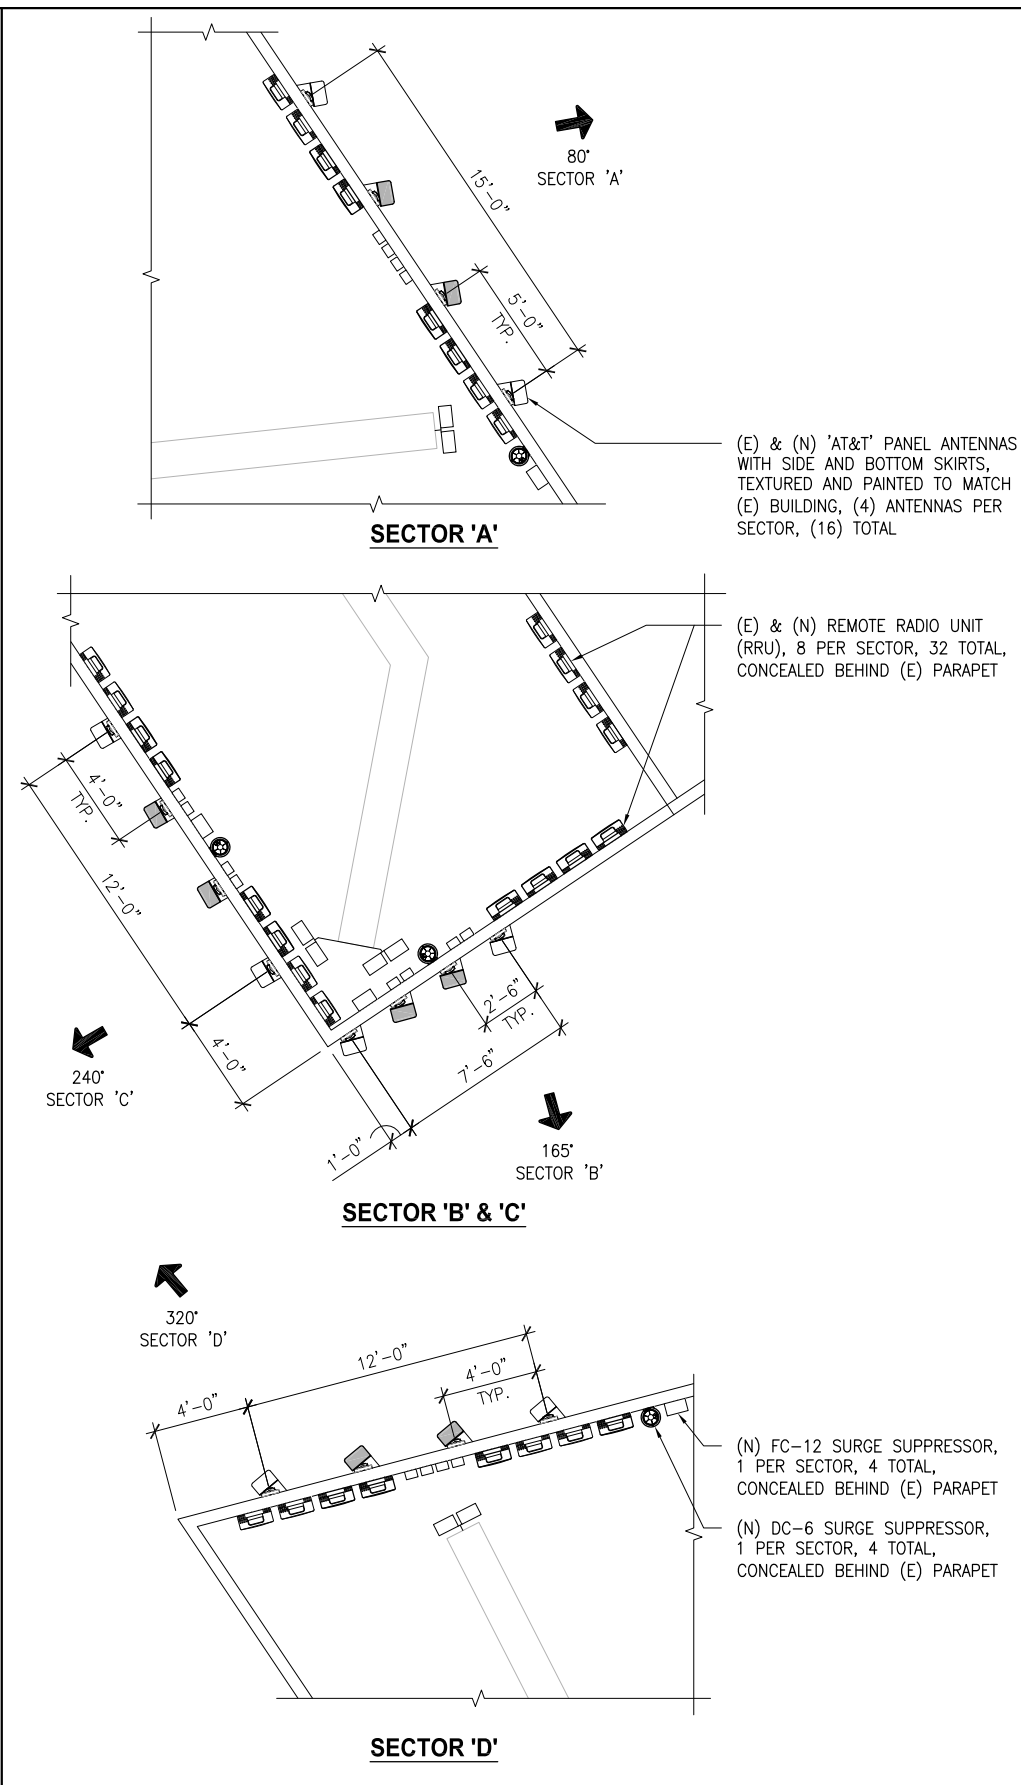 15'-0"
80°
SECTOR 'A'
5'-0"
TYP.
(E) & (N) 'AT&T' PANEL ANTENNAS
WITH SIDE AND BOTTOM SKIRTS,
TEXTURED AND PAINTED TO MATCH
(E) BUILDING, (4) ANTENNAS PER
SECTOR, (16) TOTAL
SECTOR 'A'
(E) & (N) REMOTE RADIO UNIT
(RRU), 8 PER SECTOR, 32 TOTAL,
CONCEALED BEHIND (E) PARAPET
4'-0"
TYP.
12'-0"
4'-0"
240°
SECTOR 'C'
2'-6"
TYP.
7'-6"
1'-0"
165°
SECTOR 'B'
SECTOR 'B' & 'C'
320°
SECTOR 'D'
12'-0"
4'-0"
4'-0"
TYP.
(N) FC-12 SURGE SUPPRESSOR,
1 PER SECTOR, 4 TOTAL,
CONCEALED BEHIND (E) PARAPET
(N) DC-6 SURGE SUPPRESSOR,
1 PER SECTOR, 4 TOTAL,
CONCEALED BEHIND (E) PARAPET
SECTOR 'D'